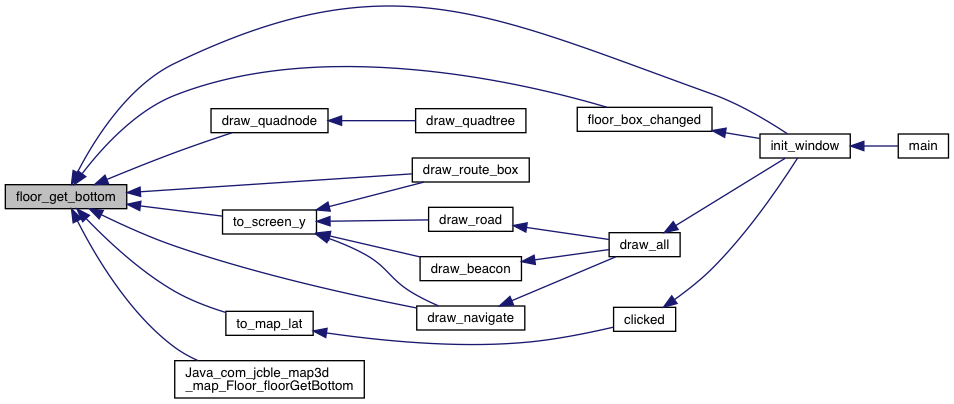 floor_get_bottom
draw_quadnode
draw_quadtree
floor_box_changed
init_window
main
draw_route_box
to_screen_y
draw_road
draw_all
draw_beacon
draw_navigate
to_map_lat
clicked
Java_com_jcble_map3d
_map_Floor_floorGetBottom